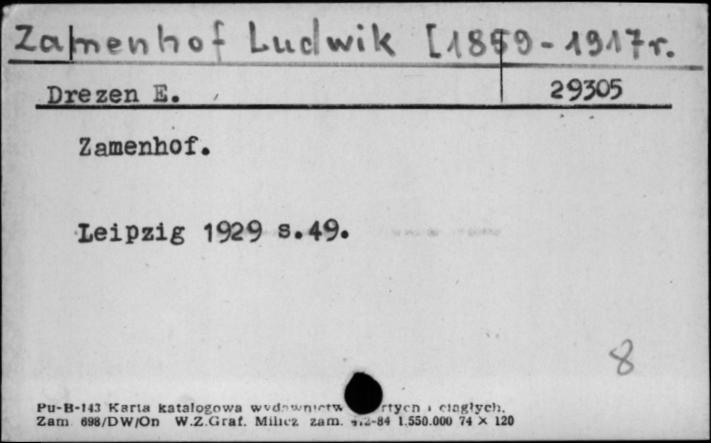 Zamenhof Ludwik [1859-1917r.
Drezen E. 29305
Zamenhof.
Leipzig 1929 s.49.
8
Pu-B-143 Karta katalogowa wydawnictw i ciągłych.
Zam 698/DW/On W.Z.Graf. Milicz zam. 1.550.000 74 × 120